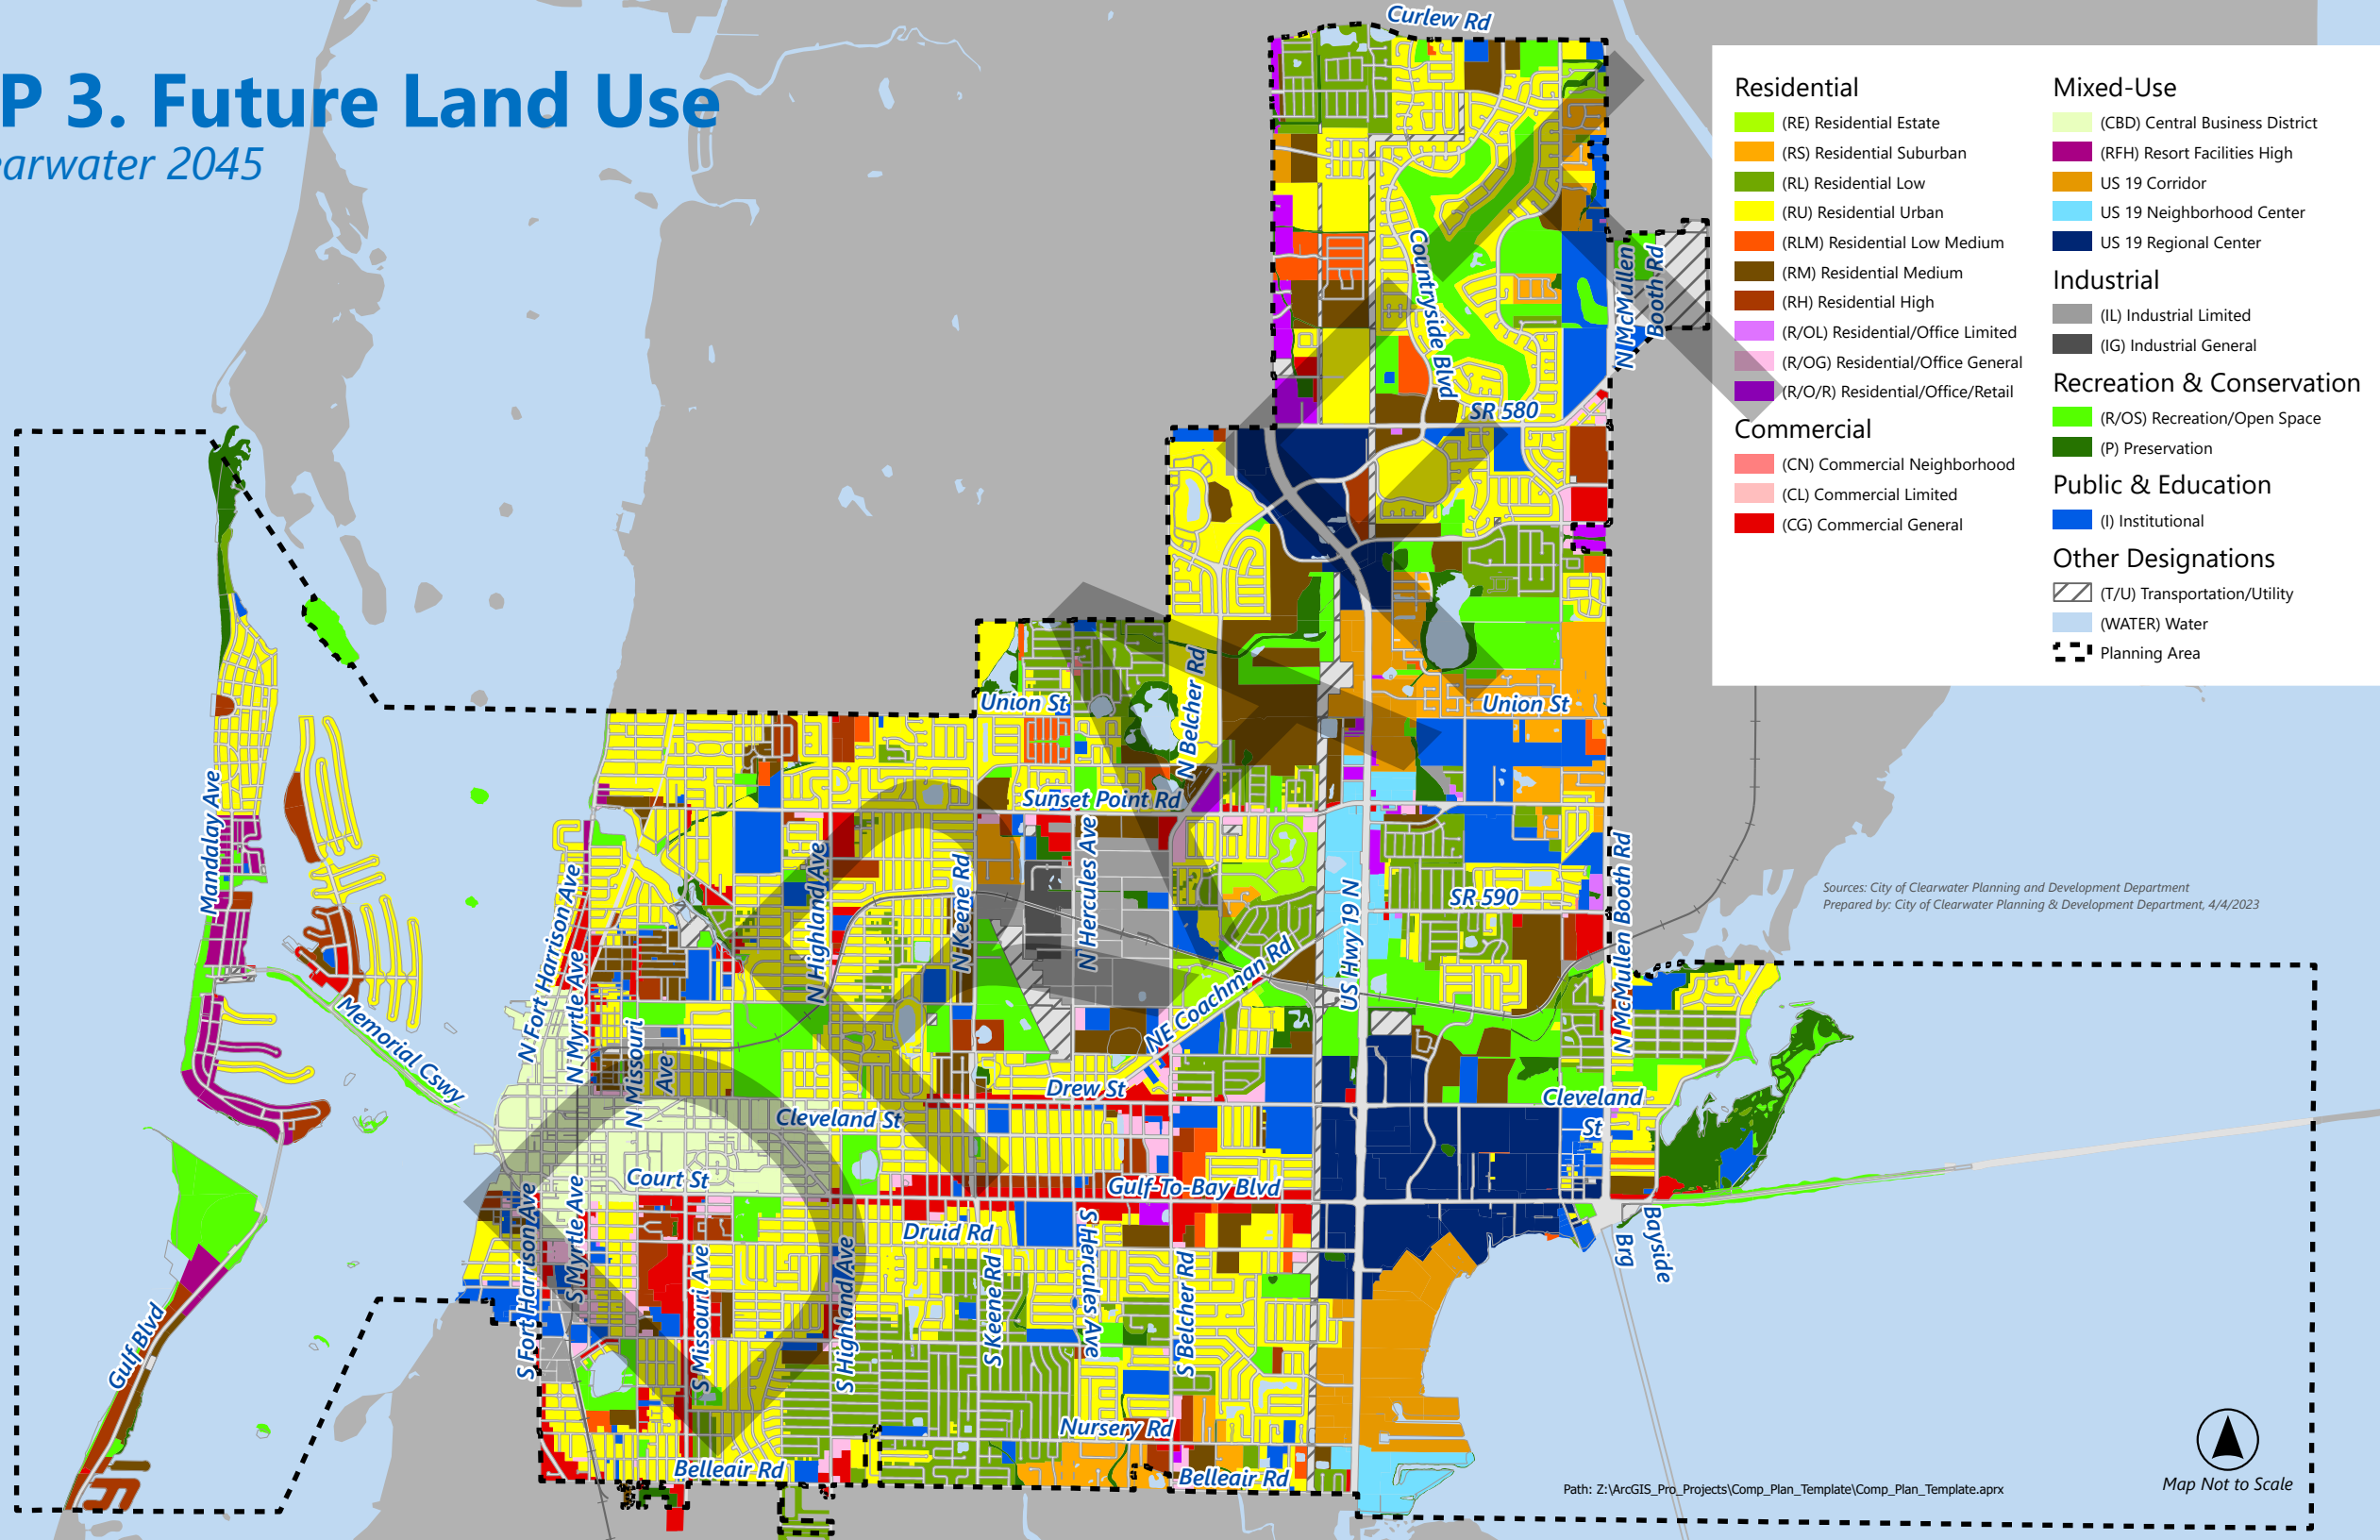 P 3. Future Land Use
earwater 2045
Curlew Rd
Countryside Blvd
N McMullen
Booth Rd
SR 580
Union St
N Belcher Rd
Union St
Sunset Point Rd
Mandalay Ave
N Fort Harrison Ave
N Myrtle Ave
N Highland Ave
N Keene Rd
N Hercules Ave
NE Coachman Rd
US Hwy 19 N
SR 590
N McMullen Booth Rd
Memorial Cswy
N Missouri
Ave
Drew St
Cleveland St
Cleveland
St
Court St
Gulf-To-Bay Blvd
Druid Rd
S Fort Harrison Ave
S Myrtle Ave
S Missouri Ave
S Highland Ave
S Keene Rd
S Hercules Ave
S Belcher Rd
Bayside
Brg
Gulf Blvd
Nursery Rd
Belleair Rd
Belleair Rd
DRAFT
Residential
(RE) Residential Estate
(RS) Residential Suburban
(RL) Residential Low
(RU) Residential Urban
(RLM) Residential Low Medium
(RM) Residential Medium
(RH) Residential High
(R/OL) Residential/Office Limited
(R/OG) Residential/Office General
(R/O/R) Residential/Office/Retail
Commercial
(CN) Commercial Neighborhood
(CL) Commercial Limited
(CG) Commercial General
Mixed-Use
(CBD) Central Business District
(RFH) Resort Facilities High
US 19 Corridor
US 19 Neighborhood Center
US 19 Regional Center
Industrial
(IL) Industrial Limited
(IG) Industrial General
Recreation & Conservation
(R/OS) Recreation/Open Space
(P) Preservation
Public & Education
(I) Institutional
Other Designations
(T/U) Transportation/Utility
(WATER) Water
Planning Area
Sources: City of Clearwater Planning and Development Department
Prepared by: City of Clearwater Planning & Development Department, 4/4/2023
Path: Z:\ArcGIS_Pro_Projects\Comp_Plan_Template\Comp_Plan_Template.aprx
Map Not to Scale